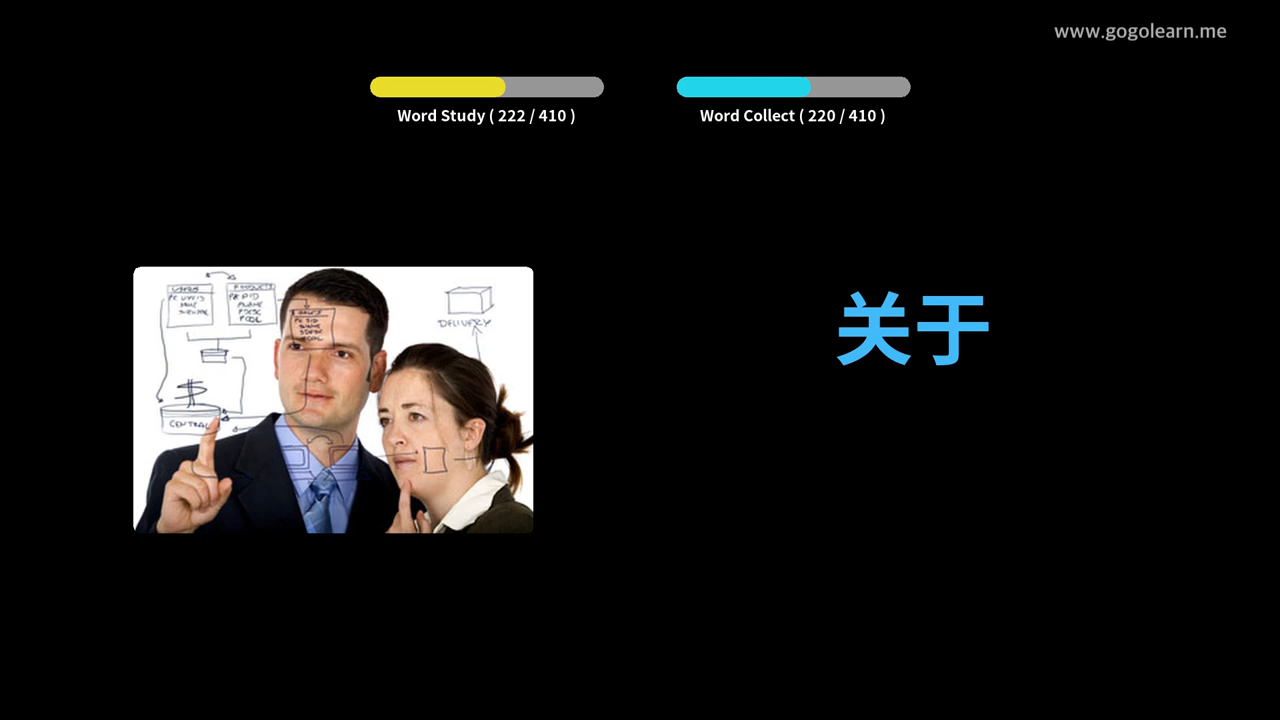 www.gogolearn.me
Word Study ( 222 / 410 )
Word Collect ( 220 / 410 )
关于
DELIVERY
CENTRAL